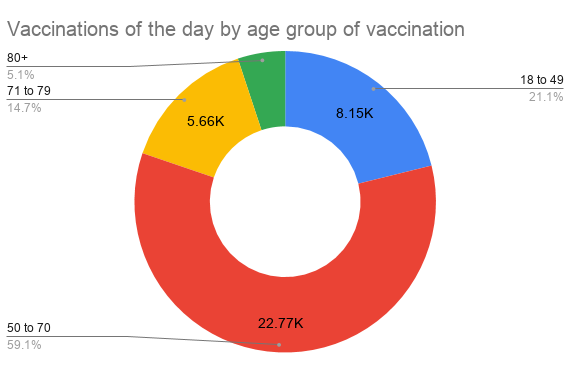 Vaccinations of the day by age group of vaccination
80+
5.1%
71 to 79
14.7%
18 to 49
21.1%
5.66K
8.15K
22.77K
50 to 70
59.1%